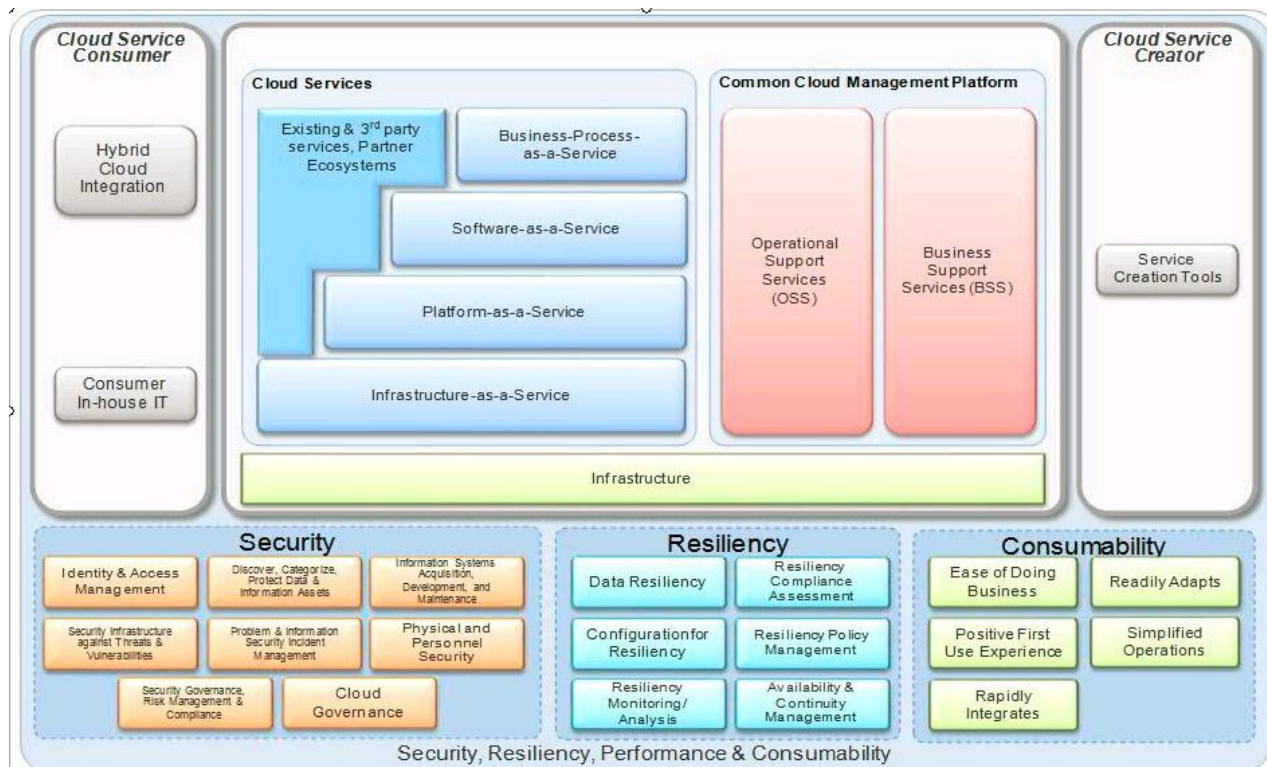 Cloud Service
Consumer
Hybrid
Cloud
Integration
Consumer
In-house IT
Cloud Services
Existing & 3rd party
services, Partner
Ecosystems
Business-Process-
as-a-Service
Software-as-a-Service
Platform-as-a-Service
Infrastructure-as-a-Service
Common Cloud Management Platform
Operational
Support
Services
(OSS)
Business
Support
Services (BSS)
Infrastructure
Cloud Service
Creator
Service
Creation Tools
Security
Identity & Access
Management
Discover, Categorize,
Protect Data &
Information Assets
Information Systems
Acquisition,
Development, and
Maintenance
Security Infrastructure
against Threats &
Vulnerabilities
Problem & Information
Security Incident
Management
Physical and
Personnel
Security
Security Governance,
Risk Management &
Compliance
Cloud
Governance
Resiliency
Data Resiliency
Resiliency
Compliance
Assessment
Configuration for
Resiliency
Resiliency Policy
Management
Resiliency
Monitoring/
Analysis
Availability &
Continuity
Management
Consumability
Ease of Doing
Business
Readily Adapts
Positive First
Use Experience
Simplified
Operations
Rapidly
Integrates
Security, Resiliency, Performance & Consumability